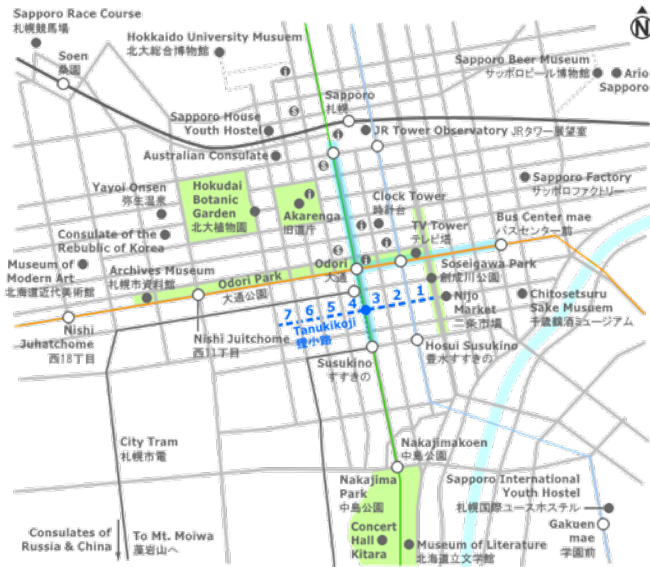 Sapporo Race Course
札幌競馬場
N
Soen
桑園
Hokkaido University Musuem
北大総合博物館
Sapporo Beer Museum
サッポロビール博物館
Ario
Sapporo
Sapporo
札幌
Sapporo House
Youth Hostel
JR Tower Observatory JRタワー展望室
Australian Consulate
Yayoi Onsen
弥生温泉
Hokudai
Botanic
Garden
北大植物園
Akarenga
旧道庁
Clock Tower
時計台
Sapporo Factory
サッポロファクトリー
Consulate of the
Republic of Korea
TV Tower
テレビ塔
Bus Center mae
バスセンター前
Museum of
Modern Art
北海道近代美術館
Archives Museum
札幌市資料館
Odori Park
大通公園
Odori
大通
Soseigawa Park
創成川公園
Nijo
Market
二条市場
Chitosetsuru
Sake Musuem
千歳鶴酒ミュージアム
7 6 5 4 3 2 1
Tanukikoji
狸小路
Nishi
Juhatchome
西18丁目
Nishi Juitchome
西11丁目
Susukino
すすきの
Hosui Susukino
豊水すすきの
City Tram
札幌市電
Nakajimakoen
中島公園
Nakajima
Park
中島公園
Sapporo International
Youth Hostel
札幌国際ユースホステル
Consulates of
Russia & China
To Mt. Moiwa
藻岩山へ
Concert
Hall
Kitara
Museum of Literature
北海道立文学館
Gakuen
mae
学園前